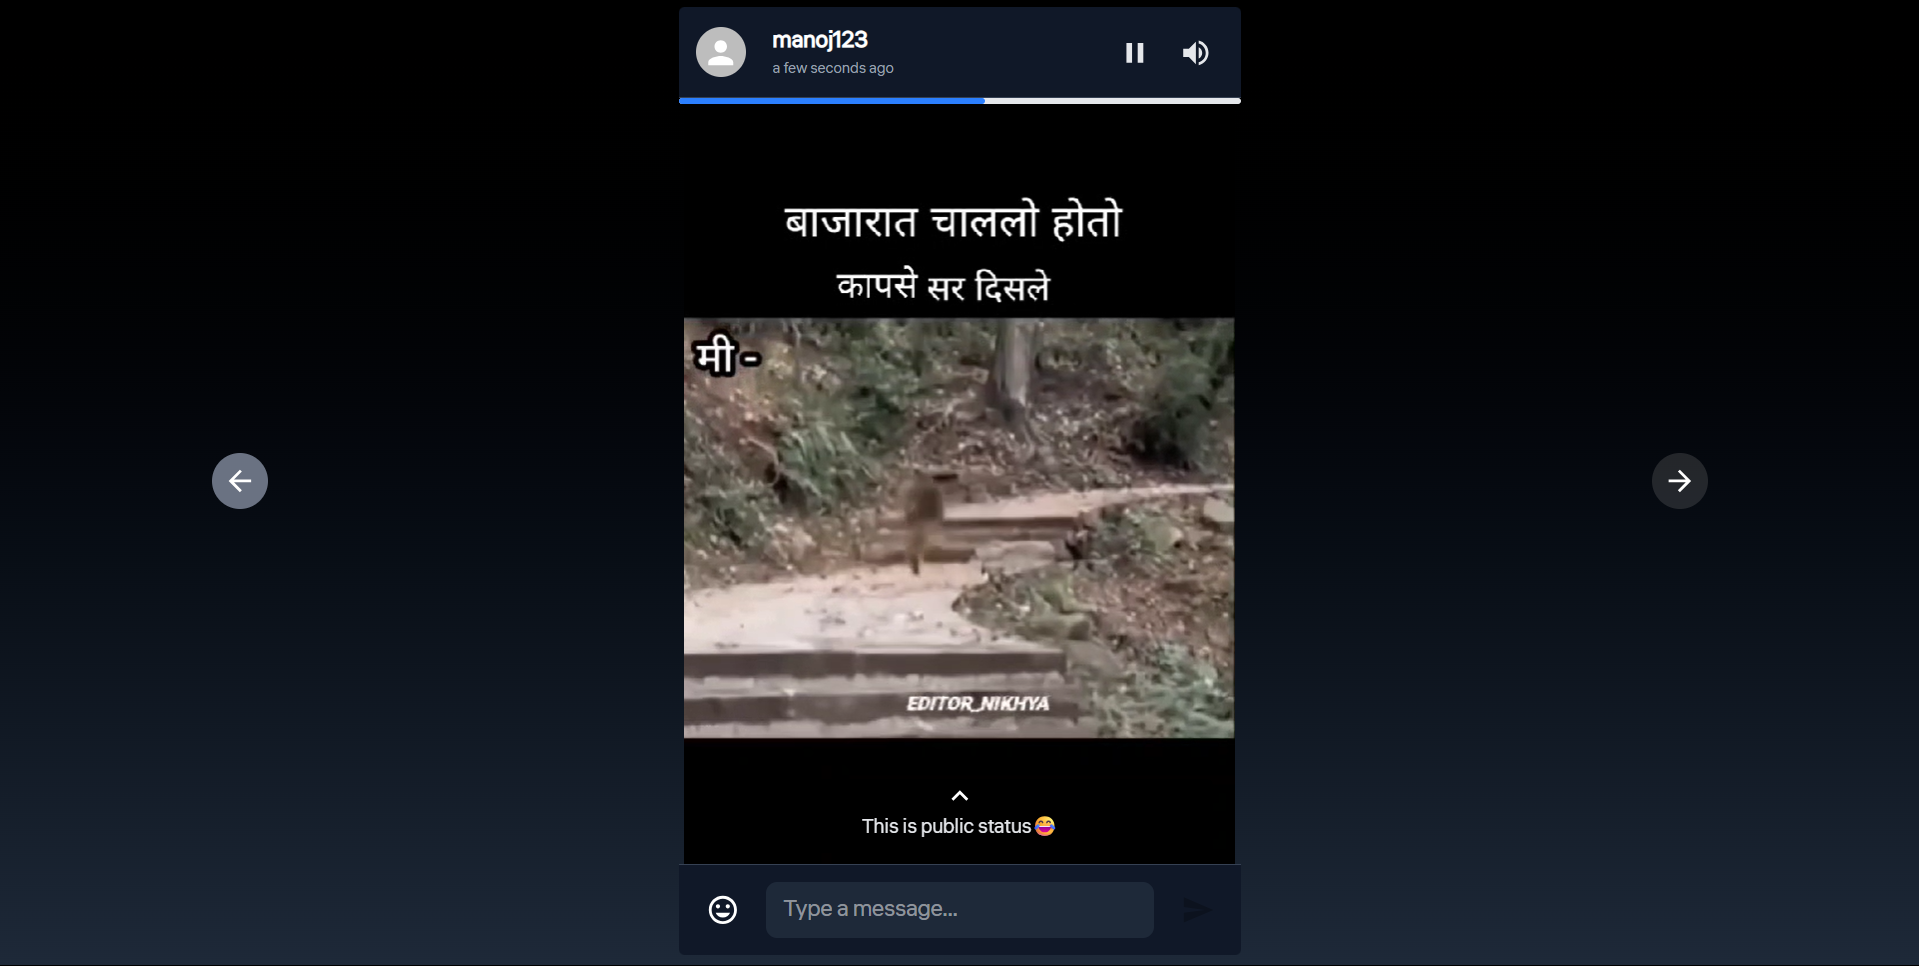 manoj123
a few seconds ago
बाजारात चाललो होतो
कापसे सर दिसले
मी -
EDITOR_NIKHYA
This is public status😂
Type a message...